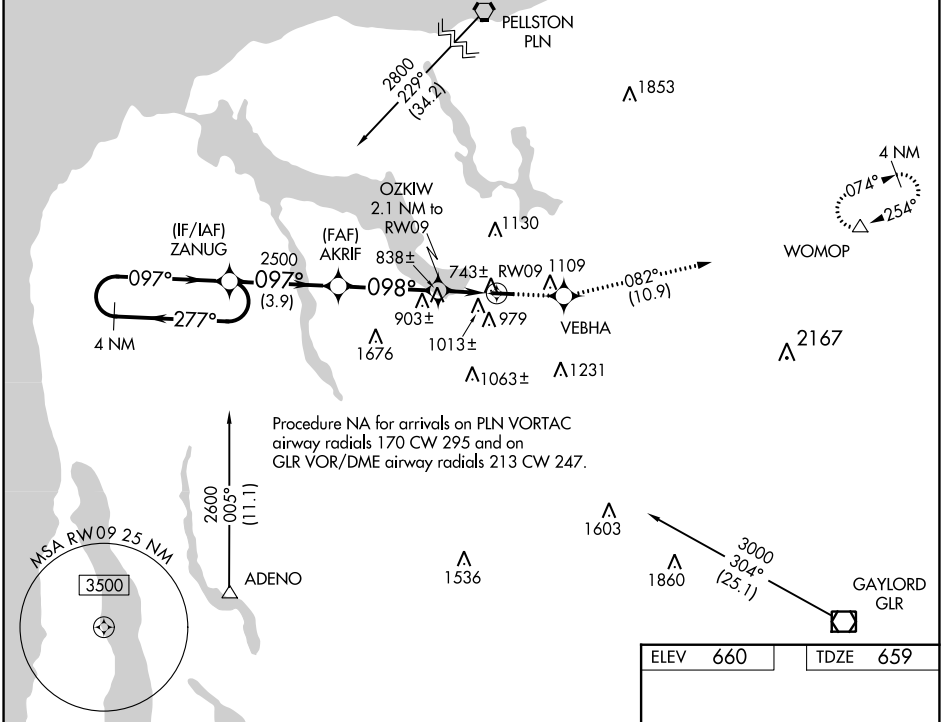 PELLSTON
PLN
2800
229°
(34.2)
1853
4 NM
074°
254°
WOMOP
OZKIW
2.1 NM to
RW09
1130
(IF/IAF)
ZANUG
(FAF)
AKRIF
838±
743±
RW09
1109
097°
2500
097°
(3.9)
098°
082°
(10.9)
277°
4 NM
903±
979
VEBHA
1676
1013±
2167
1063±
1231
Procedure NA for arrivals on PLN VORTAC
airway radials 170 CW 295 and on
GLR VOR/DME airway radials 213 CW 247.
2600
005°
(11.1)
1603
MSA RW09 25 NM
3500
ADENO
1536
1860
3000
304°
(25.1)
GAYLORD
GLR
ELEV 660
TDZE 659